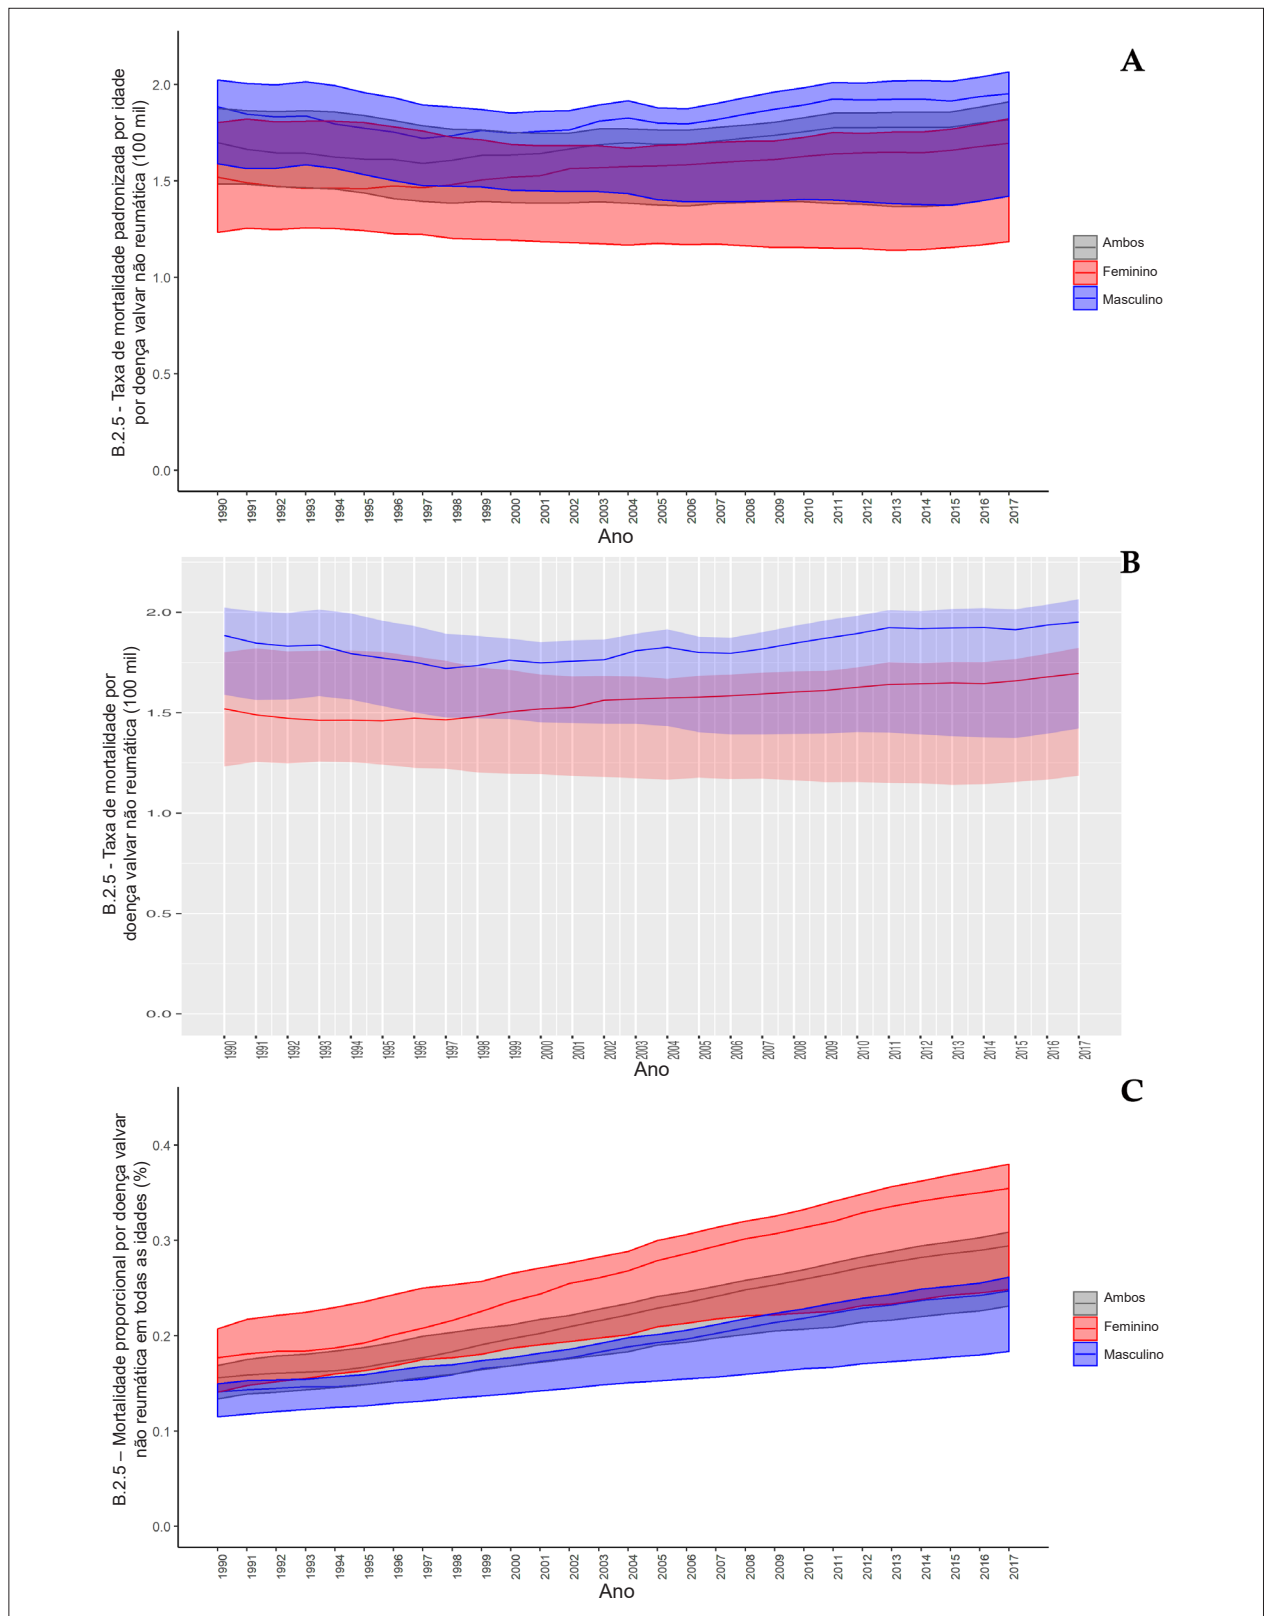 A
B.2.5 - Taxa de mortalidade padronizada por idade
por doença valvar não reumática (100 mil)
2.0
1.5
1.0
0.5
0.0
Ambos
Feminino
Masculino
1990 1991 1992 1993 1994 1995 1996 1997 1998 1999 2000 2001 2002 2003 2004 2005 2006 2007 2008 2009 2010 2011 2012 2013 2014 2015 2016 2017
Ano
B
B.2.5 - Taxa de mortalidade por
doença valvar não reumática (100 mil)
2.0
1.5
1.0
0.5
0.0
1990 1991 1992 1993 1994 1995 1996 1997 1998 1999 2000 2001 2002 2003 2004 2005 2006 2007 2008 2009 2010 2011 2012 2013 2014 2015 2016 2017
Ano
C
B.2.5 – Mortalidade proporcional por doença valvar
não reumática em todas as idades (%)
0.4
0.3
0.2
0.1
0.0
Ambos
Feminino
Masculino
1990 1991 1992 1993 1994 1995 1996 1997 1998 1999 2000 2001 2002 2003 2004 2005 2006 2007 2008 2009 2010 2011 2012 2013 2014 2015 2016 2017
Ano